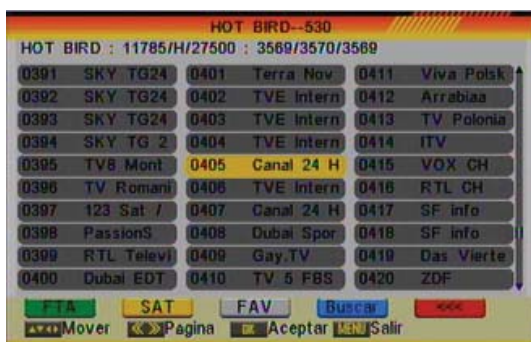 HOT BIRD--530
HOT BIRD : 11785/H/27500 : 3569/3570/3569
0391 SKY TG24 0401 Terra Nov 0411 Viva Polsk
0392 SKY TG24 0402 TVE Intern 0412 Arrabiaa
0393 SKY TG24 0403 TVE Intern 0413 TV Polonia
0394 SKY TG 2 0404 TVE Intern 0414 ITV
0395 TV8 Mont 0405 Canal 24 H 0415 VOX CH
0396 TV Romani 0406 TVE Intern 0416 RTL CH
0397 123 Sat / 0407 Canal 24 H 0417 SF info
0398 PassionS 0408 Dubai Spor 0418 SF info
0399 RTL Televi 0409 Gay.TV 0419 Das Vierte
0400 Dubai EDT 0410 TV 5 FBS 0420 ZDF
FTA SAT FAV Buscar <<<
Mover Pagina OK Aceptar MENU Salir